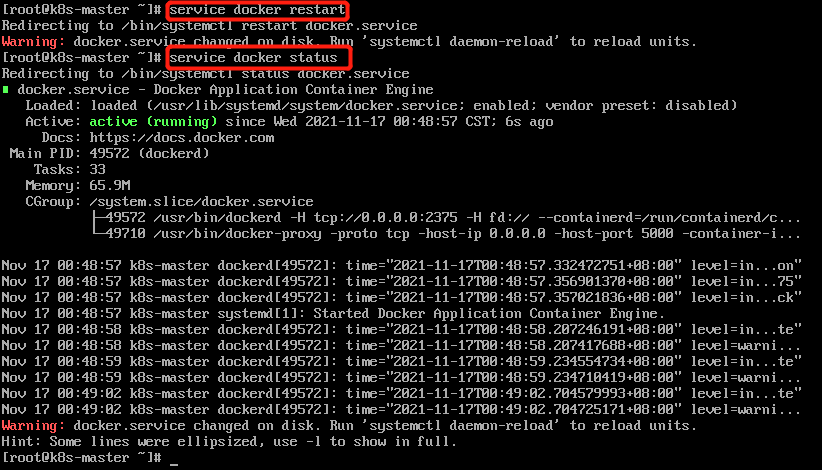 [root@k8s-master ~]# service docker restart
Redirecting to /bin/systemctl restart docker.service
Warning: docker.service changed on disk. Run 'systemctl daemon-reload' to reload units.
[root@k8s-master ~]# service docker status
Redirecting to /bin/systemctl status docker.service
docker.service - Docker Application Container Engine
Loaded: loaded (/usr/lib/systemd/system/docker.service; enabled; vendor preset: disabled)
Active: active (running) since Wed 2021-11-17 00:48:57 CST; 6s ago
Docs: https://docs.docker.com
Main PID: 49572 (dockerd)
Tasks: 33
Memory: 65.9M
CGroup: /system.slice/docker.service
├─49572 /usr/bin/dockerd -H tcp://0.0.0.0:2375 -H fd:// --containerd=/run/containerd/c...
└─49710 /usr/bin/docker-proxy -proto tcp -host-ip 0.0.0.0 -host-port 5000 -container-i...
Nov 17 00:48:57 k8s-master dockerd[49572]: time="2021-11-17T00:48:57.332472751+08:00" level=in...on"
Nov 17 00:48:57 k8s-master dockerd[49572]: time="2021-11-17T00:48:57.356901370+08:00" level=in...75"
Nov 17 00:48:57 k8s-master dockerd[49572]: time="2021-11-17T00:48:57.357021836+08:00" level=in...ck"
Nov 17 00:48:57 k8s-master systemd[1]: Started Docker Application Container Engine.
Nov 17 00:48:58 k8s-master dockerd[49572]: time="2021-11-17T00:48:58.207246191+08:00" level=in...te"
Nov 17 00:48:58 k8s-master dockerd[49572]: time="2021-11-17T00:48:58.207417688+08:00" level=warni...
Nov 17 00:48:59 k8s-master dockerd[49572]: time="2021-11-17T00:48:59.234554734+08:00" level=in...te"
Nov 17 00:48:59 k8s-master dockerd[49572]: time="2021-11-17T00:48:59.234710419+08:00" level=warni...
Nov 17 00:49:02 k8s-master dockerd[49572]: time="2021-11-17T00:49:02.704579993+08:00" level=in...te"
Nov 17 00:49:02 k8s-master dockerd[49572]: time="2021-11-17T00:49:02.704725171+08:00" level=warni...
Warning: docker.service changed on disk. Run 'systemctl daemon-reload' to reload units.
Hint: Some lines were ellipsized, use -l to show in full.
[root@k8s-master ~]# _